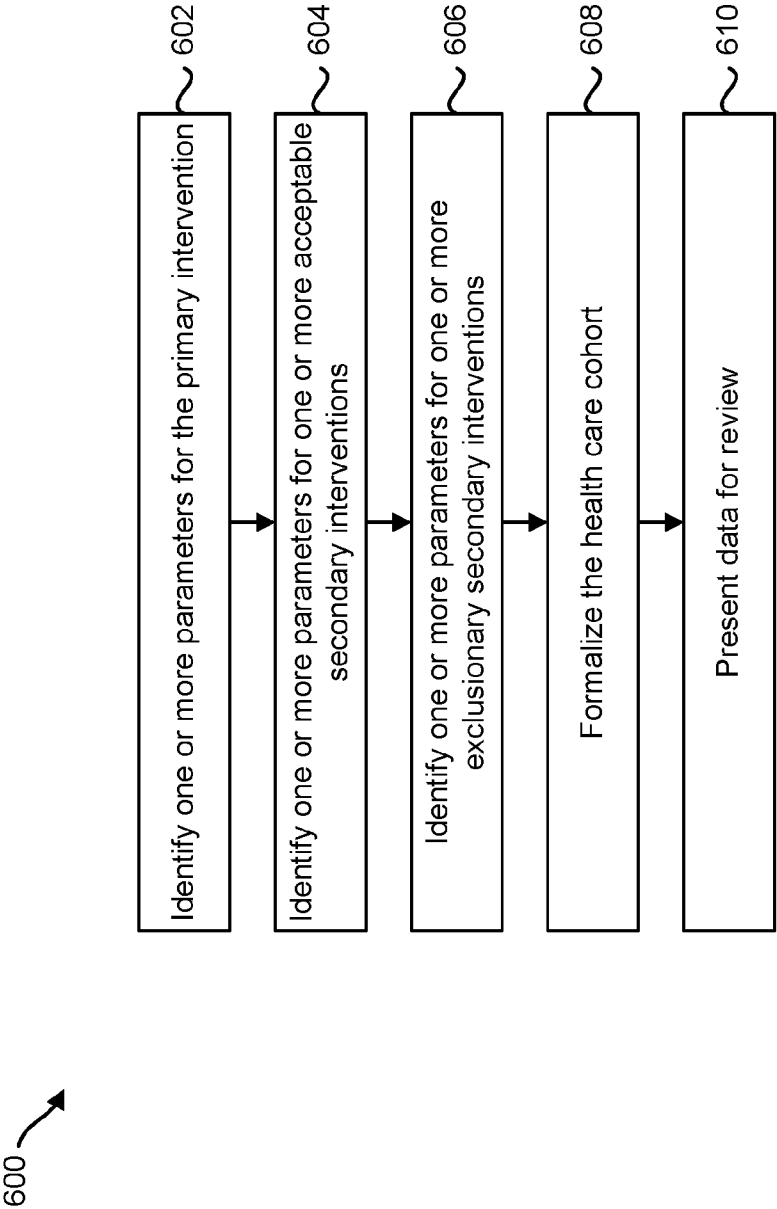 600
Identify one or more parameters for the primary intervention
602
Identify one or more parameters for one or more acceptable
secondary interventions
604
Identify one or more parameters for one or more
exclusionary secondary interventions
606
Formalize the health care cohort
608
Present data for review
610